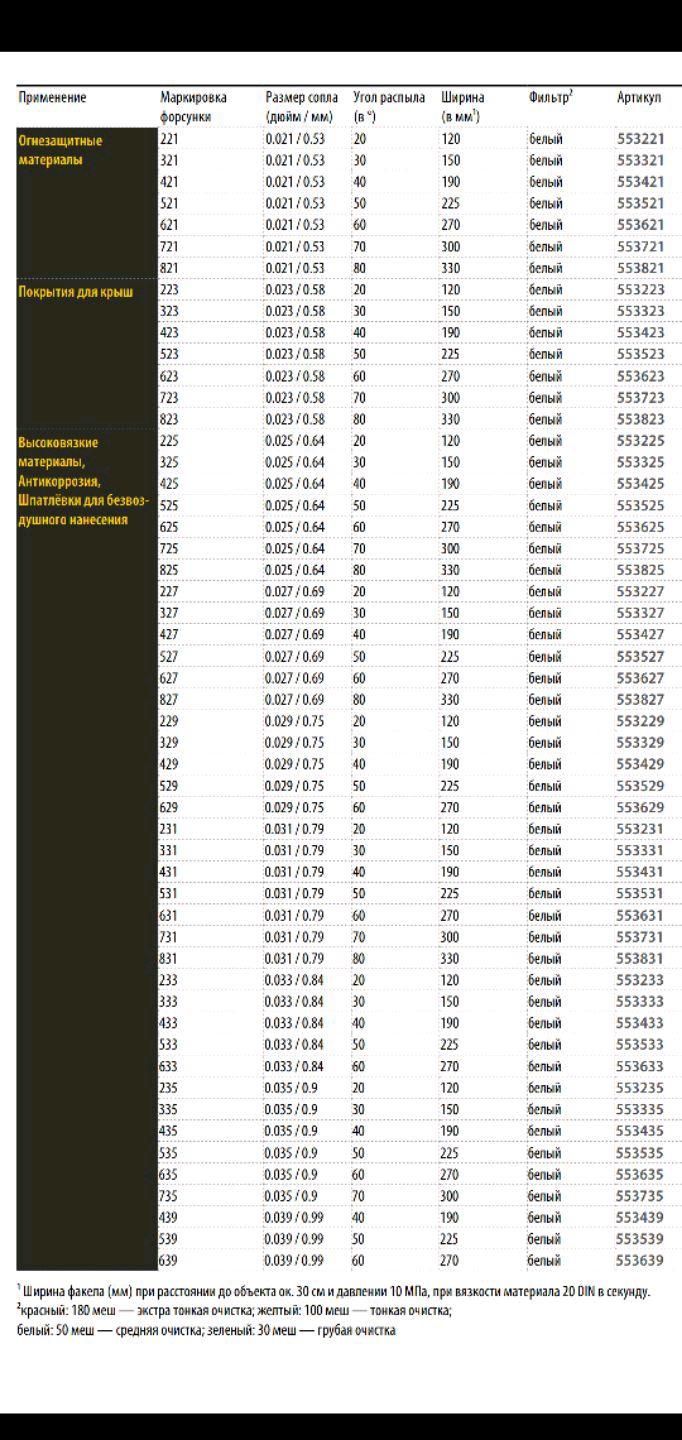 Применение Маркировка форсунки Размер сопла (дюйм / мм) Угол распыла (в °) Ширина (в мм¹) Фильтр² Артикул
Огнезащитные 221 0.021 / 0.53 20 120 белый 553221
материалы 321 0.021 / 0.53 30 150 белый 553321
421 0.021 / 0.53 40 190 белый 553421
521 0.021 / 0.53 50 225 белый 553521
621 0.021 / 0.53 60 270 белый 553621
721 0.021 / 0.53 70 300 белый 553721
821 0.021 / 0.53 80 330 белый 553821
Покрытия для крыш 223 0.023 / 0.58 20 120 белый 553223
323 0.023 / 0.58 30 150 белый 553323
423 0.023 / 0.58 40 190 белый 553423
523 0.023 / 0.58 50 225 белый 553523
623 0.023 / 0.58 60 270 белый 553623
723 0.023 / 0.58 70 300 белый 553723
823 0.023 / 0.58 80 330 белый 553823
Высоковязкие 225 0.025 / 0.64 20 120 белый 553225
материалы, 325 0.025 / 0.64 30 150 белый 553325
Антикоррозия, 425 0.025 / 0.64 40 190 белый 553425
Шпатлёвки для безвоз- 525 0.025 / 0.64 50 225 белый 553525
душного нанесения 625 0.025 / 0.64 60 270 белый 553625
725 0.025 / 0.64 70 300 белый 553725
825 0.025 / 0.64 80 330 белый 553825
227 0.027 / 0.69 20 120 белый 553227
327 0.027 / 0.69 30 150 белый 553327
427 0.027 / 0.69 40 190 белый 553427
527 0.027 / 0.69 50 225 белый 553527
627 0.027 / 0.69 60 270 белый 553627
827 0.027 / 0.69 80 330 белый 553827
229 0.029 / 0.75 20 120 белый 553229
329 0.029 / 0.75 30 150 белый 553329
429 0.029 / 0.75 40 190 белый 553429
529 0.029 / 0.75 50 225 белый 553529
629 0.029 / 0.75 60 270 белый 553629
231 0.031 / 0.79 20 120 белый 553231
331 0.031 / 0.79 30 150 белый 553331
431 0.031 / 0.79 40 190 белый 553431
531 0.031 / 0.79 50 225 белый 553531
631 0.031 / 0.79 60 270 белый 553631
731 0.031 / 0.79 70 300 белый 553731
831 0.031 / 0.79 80 330 белый 553831
233 0.033 / 0.84 20 120 белый 553233
333 0.033 / 0.84 30 150 белый 553333
433 0.033 / 0.84 40 190 белый 553433
533 0.033 / 0.84 50 225 белый 553533
633 0.033 / 0.84 60 270 белый 553633
235 0.035 / 0.9 20 120 белый 553235
335 0.035 / 0.9 30 150 белый 553335
435 0.035 / 0.9 40 190 белый 553435
535 0.035 / 0.9 50 225 белый 553535
635 0.035 / 0.9 60 270 белый 553635
735 0.035 / 0.9 70 300 белый 553735
439 0.039 / 0.99 40 190 белый 553439
539 0.039 / 0.99 50 225 белый 553539
639 0.039 / 0.99 60 270 белый 553639
¹ Ширина факела (мм) при расстоянии до объекта ок. 30 см и давлении 10 МПа, при вязкости материала 20 DIN в секунду.
²красный: 180 меш — экстра тонкая очистка; желтый: 100 меш — тонкая очистка;
белый: 50 меш — средняя очистка; зеленый: 30 меш — грубая очистка